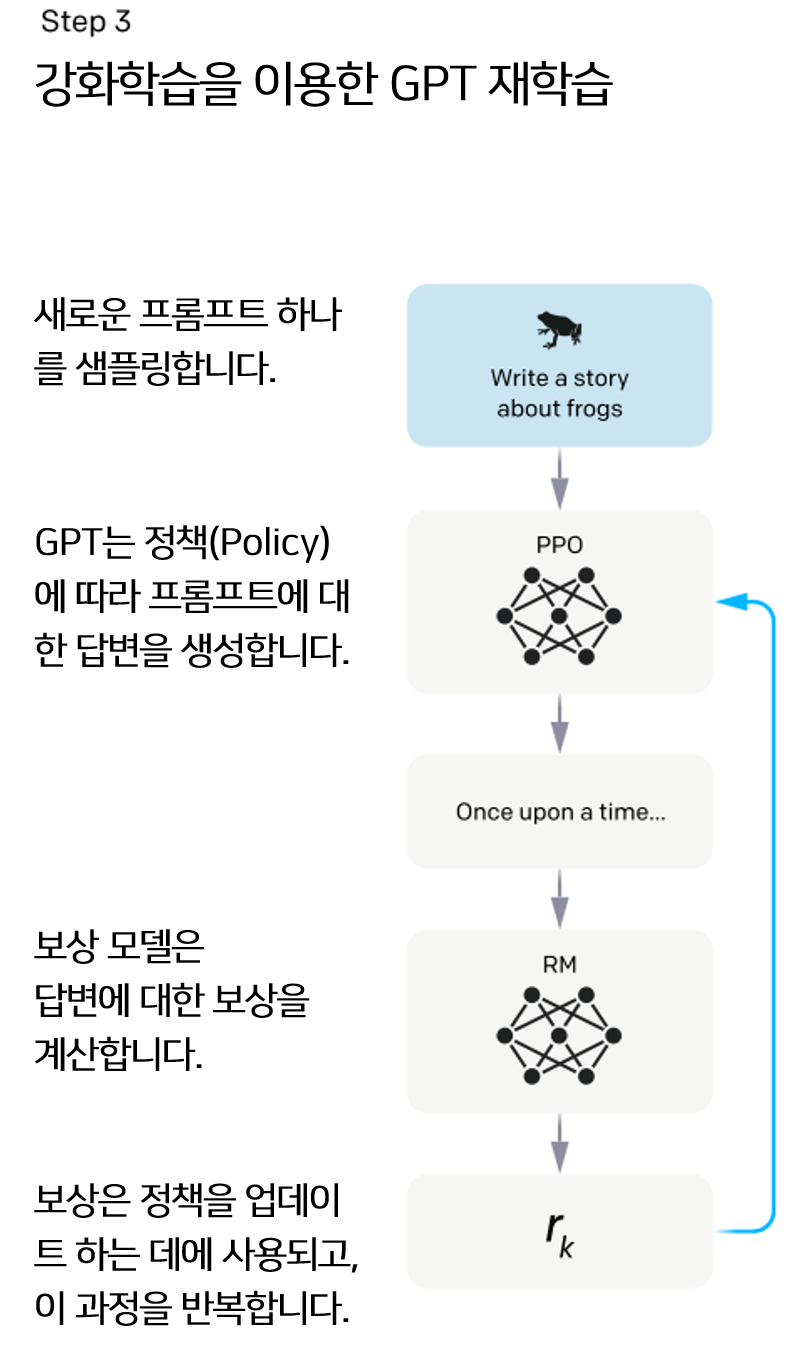 Step 3
강화학습을 이용한 GPT 재학습
새로운 프롬프트 하나
를 샘플링합니다.
Write a story
about frogs
GPT는 정책(Policy)
에 따라 프롬프트에 대
한 답변을 생성합니다.
PPO
Once upon a time...
보상 모델은
답변에 대한 보상을
계산합니다.
RM
보상은 정책을 업데이
트 하는 데에 사용되고,
이 과정을 반복합니다.
rk